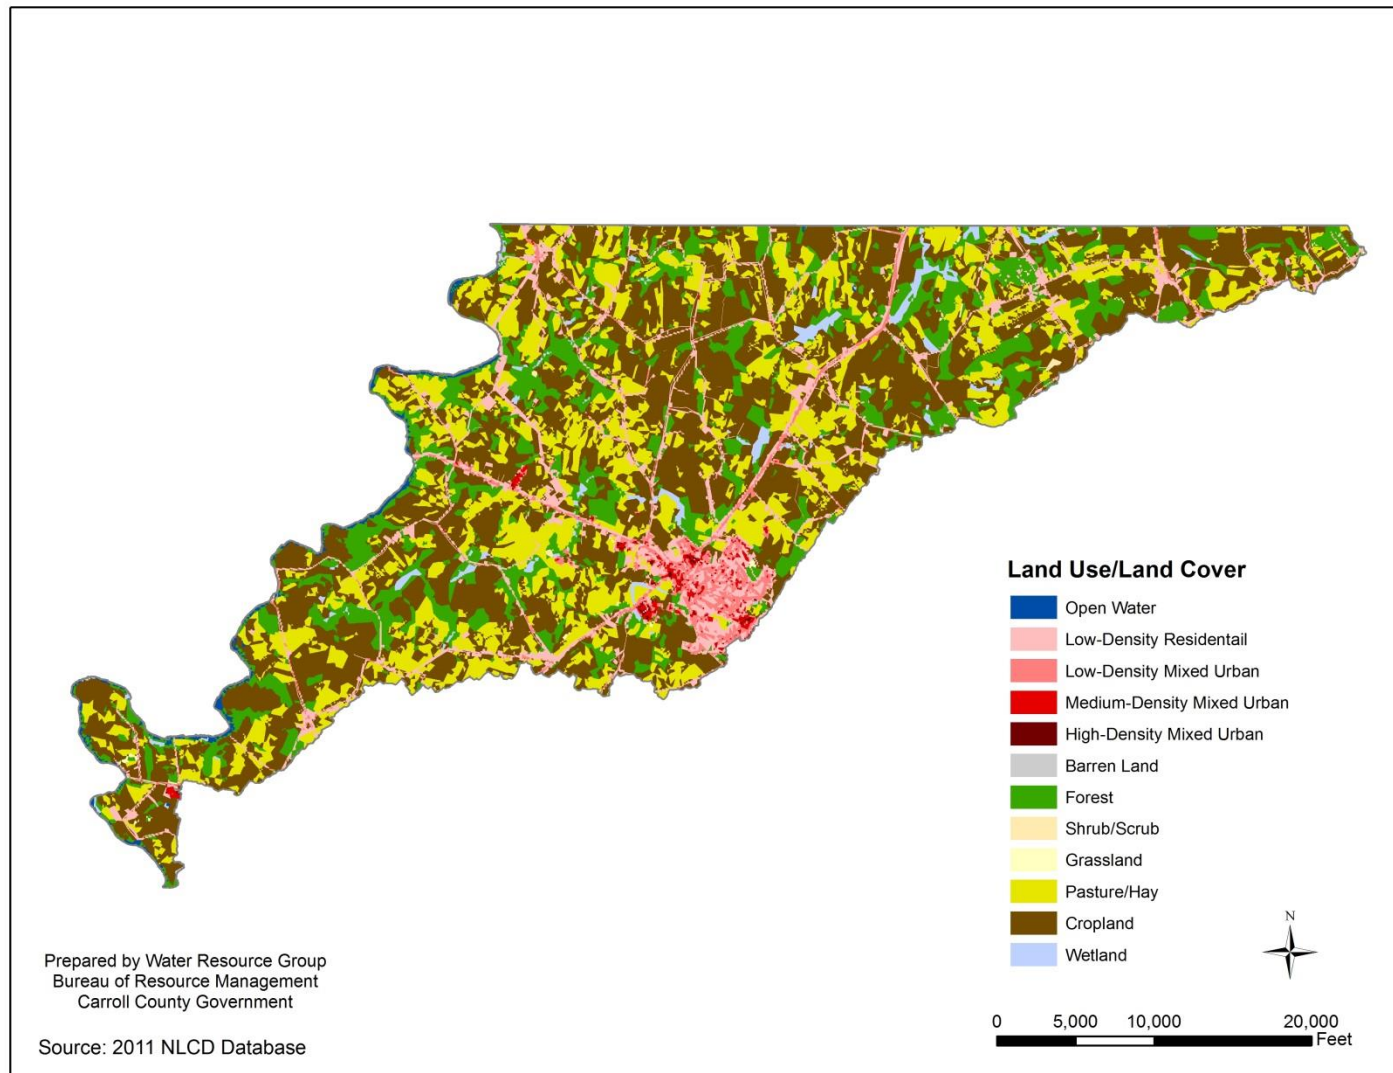 Land Use/Land Cover
Open Water
Low-Density Residentail
Low-Density Mixed Urban
Medium-Density Mixed Urban
High-Density Mixed Urban
Barren Land
Forest
Shrub/Scrub
Grassland
Pasture/Hay
Cropland
Wetland
N
Prepared by Water Resource Group
Bureau of Resource Management
Carroll County Government
Source: 2011 NLCD Database
0 5,000 10,000 20,000
Feet